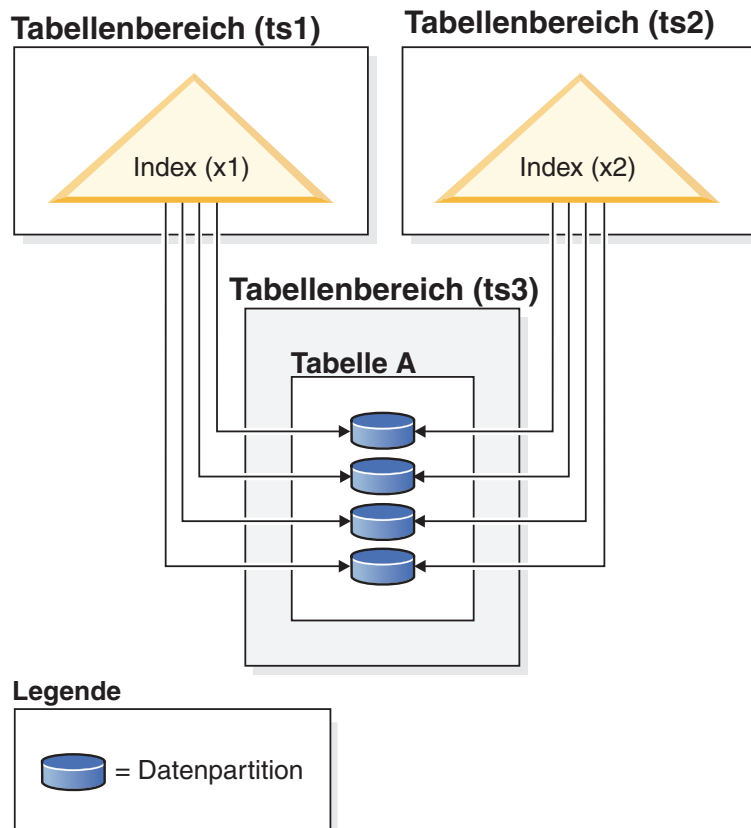 Tabellenbereich (ts1)
Tabellenbereich (ts2)
Index (x1)
Index (x2)
Tabellenbereich (ts3)
Tabelle A
Legende
= Datenpartition